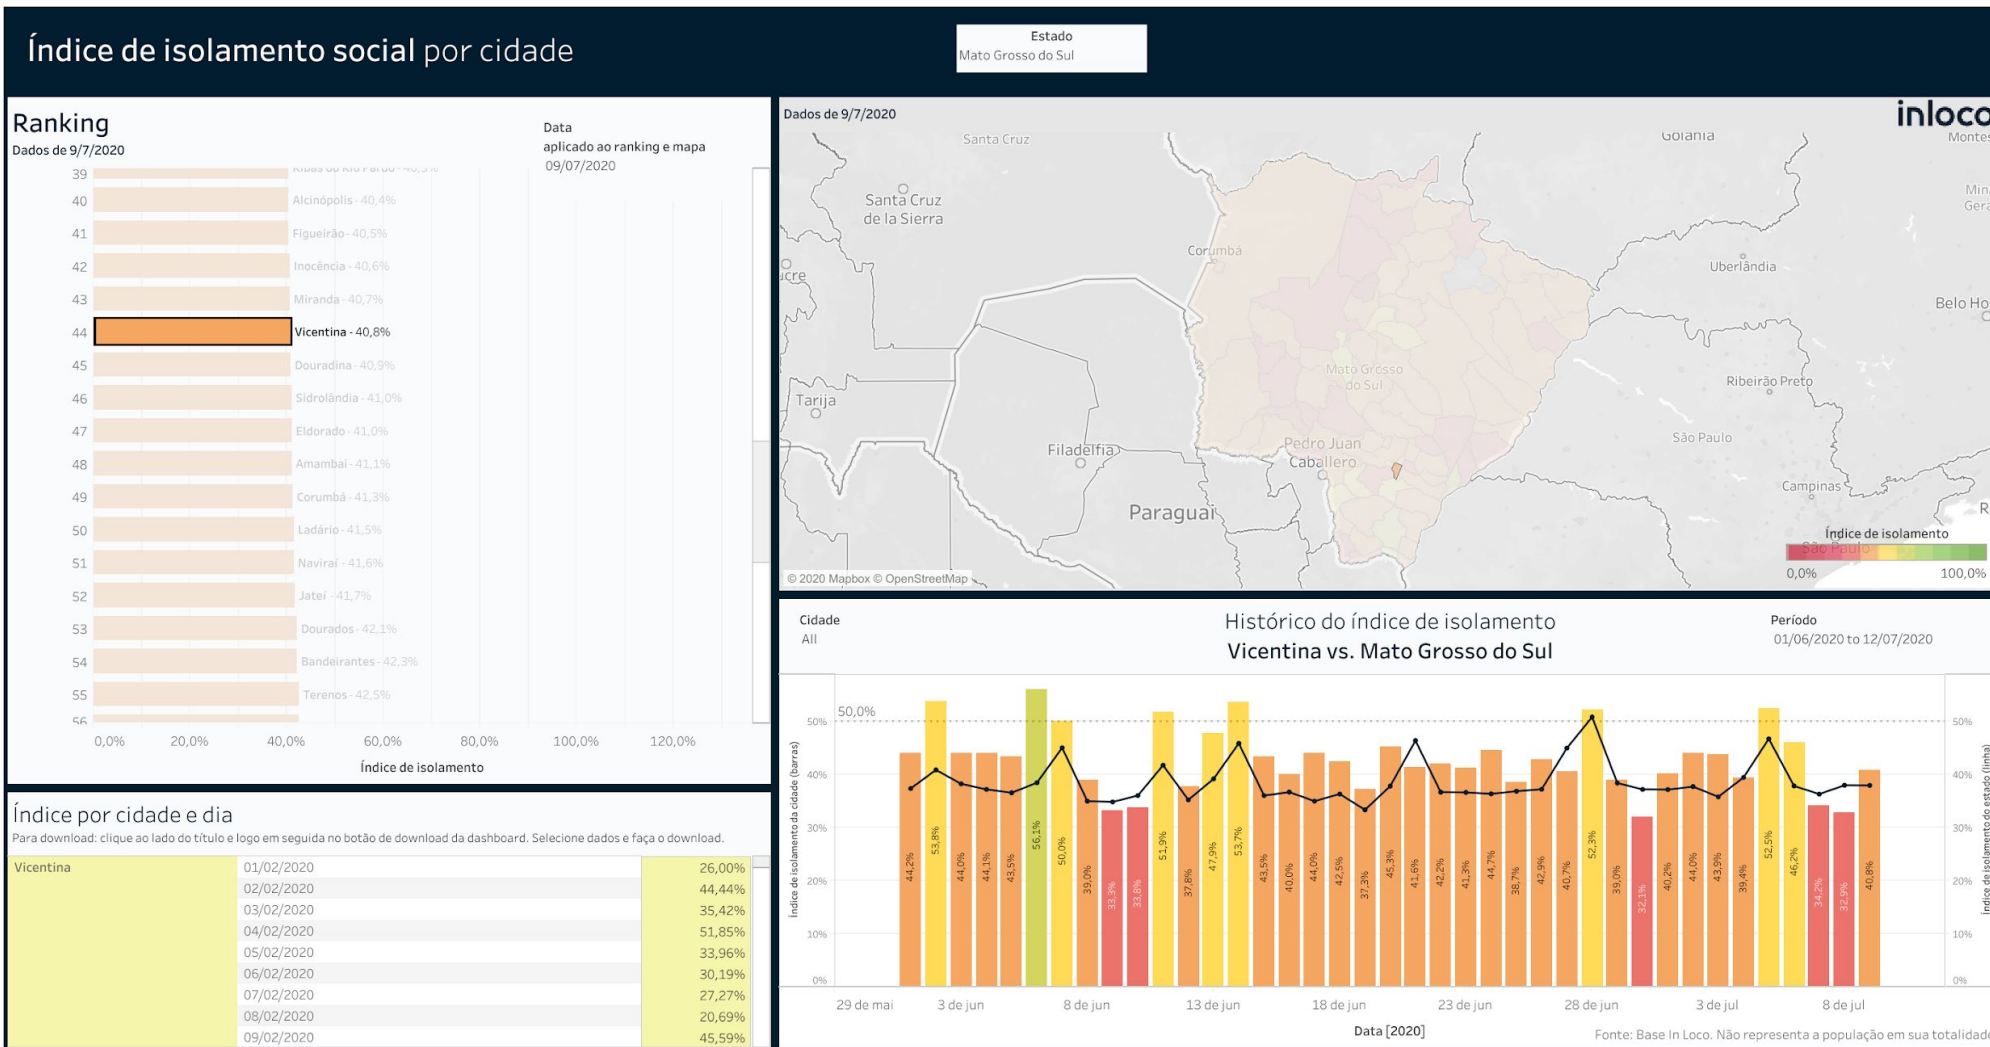 Índice de isolamento social por cidade
Estado
Mato Grosso do Sul
Ranking
Dados de 9/7/2020
Data
aplicado ao ranking e mapa
09/07/2020
39 Ribas do Rio Pardo - 40,3%
40 Alcinópolis - 40,4%
41 Figueirão - 40,5%
42 Inocência - 40,6%
43 Miranda - 40,7%
44 Vicentina - 40,8%
45 Douradina - 40,9%
46 Sidrolândia - 41,0%
47 Eldorado - 41,0%
48 Amambai - 41,1%
49 Corumbá - 41,3%
50 Ladário - 41,5%
51 Naviraí - 41,6%
52 Jateí - 41,7%
53 Dourados - 42,1%
54 Bandeirantes - 42,3%
55 Terenos - 42,5%
56
0,0% 20,0% 40,0% 60,0% 80,0% 100,0% 120,0%
Índice de isolamento
Índice por cidade e dia
Para download: clique ao lado do título e logo em seguida no botão de download da dashboard. Selecione dados e faça o download.
Vicentina 01/02/2020 26,00%
02/02/2020 44,44%
03/02/2020 35,42%
04/02/2020 51,85%
05/02/2020 33,96%
06/02/2020 30,19%
07/02/2020 27,27%
08/02/2020 20,69%
09/02/2020 45,59%
Dados de 9/7/2020
inloco
Santa Cruz
Goiânia
Montes
Santa Cruz
de la Sierra
Mina
Gera
Corumbá
ucre
Uberlândia
Belo Ho
Mato Grosso
do Sul
Tarija
Ribeirão Preto
Filadélfia
Pedro Juan
Caballero
São Paulo
Campinas
Paraguai
R
Índice de isolamento
São Paulo
0,0% 100,0%
© 2020 Mapbox © OpenStreetMap
Cidade
All
Histórico do índice de isolamento
Vicentina vs. Mato Grosso do Sul
Período
01/06/2020 to 12/07/2020
Índice de isolamento da cidade (barras)
50,0%
50%
40%
30%
20%
10%
0%
44,2% 53,8% 44,0% 44,1% 43,5% 56,1% 50,0% 39,0% 33,3% 33,8% 51,9% 37,8% 47,9% 53,7% 43,5% 40,0% 44,0% 42,5% 37,3% 45,3% 41,6% 42,2% 41,3% 44,7% 38,7% 42,9% 40,7% 52,3% 39,0% 32,1% 40,2% 44,0% 43,9% 39,4% 52,5% 46,2% 34,2% 32,9% 40,8%
50%
40%
30%
20%
10%
0%
Índice de isolamento do estado (linha)
29 de mai 3 de jun 8 de jun 13 de jun 18 de jun 23 de jun 28 de jun 3 de jul 8 de jul
Data [2020]
Fonte: Base In Loco. Não representa a população em sua totalidade